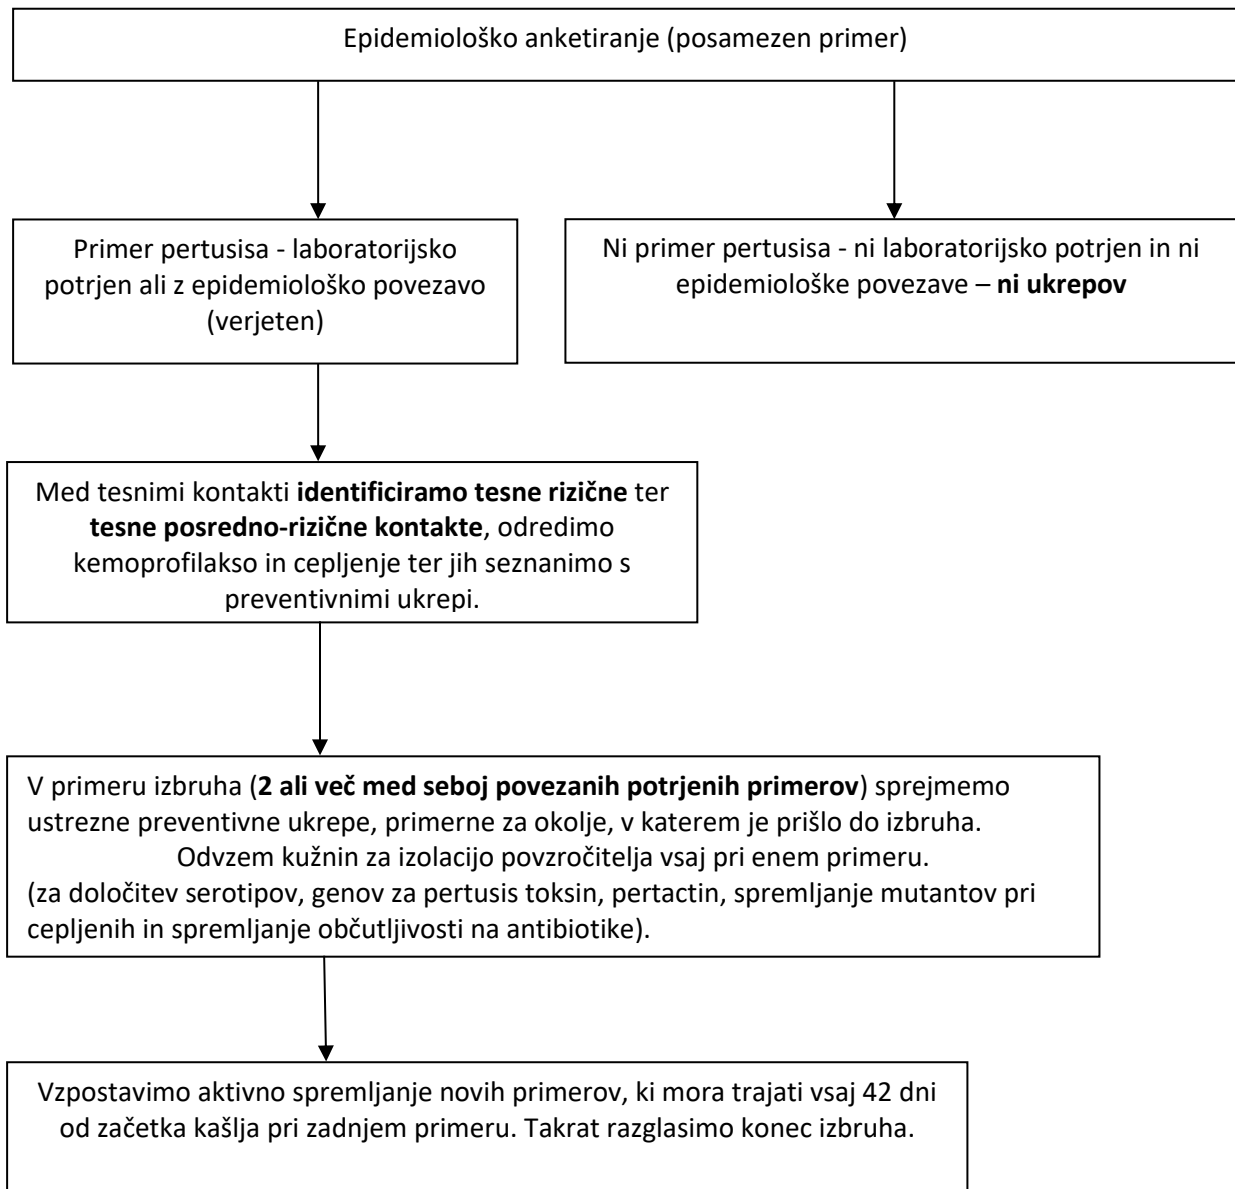 Epidemiološko anketiranje (posamezen primer)
Primer pertusisa - laboratorijsko
potrjen ali z epidemiološko povezavo
(verjeten)
Ni primer pertusisa - ni laboratorijsko potrjen in ni
epidemiološke povezave – ni ukrepov
Med tesnimi kontakti identificiramo tesne rizične ter
tesne posredno-rizične kontakte, odredimo
kemoprofilakso in cepljenje ter jih seznanimo s
preventivnimi ukrepi.
V primeru izbruha (2 ali več med seboj povezanih potrjenih primerov) sprejmemo
ustrezne preventivne ukrepe, primerne za okolje, v katerem je prišlo do izbruha.
Odvzem kužnin za izolacijo povzročitelja vsaj pri enem primeru.
(za določitev serotipov, genov za pertusis toksin, pertactin, spremljanje mutantov pri
cepljenih in spremljanje občutljivosti na antibiotike).
Vzpostavimo aktivno spremljanje novih primerov, ki mora trajati vsaj 42 dni
od začetka kašlja pri zadnjem primeru. Takrat razglasimo konec izbruha.